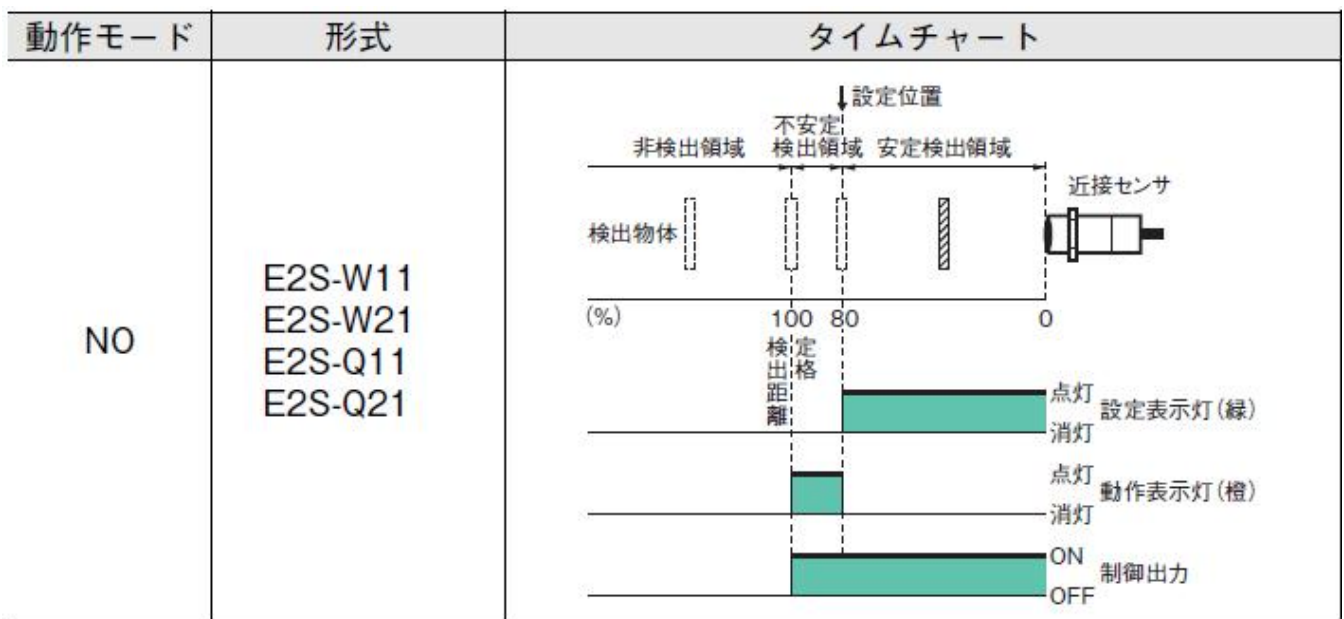 動作モード 形式 タイムチャート
設定位置
不安定
非検出領域 検出領域 安定検出領域
近接センサ
検出物体
E2S-W11
E2S-W21
E2S-Q11
E2S-Q21
NO
(%) 100 80 0
検出距離
定格
点灯
設定表示灯(緑)
消灯
点灯
動作表示灯(橙)
消灯
ON
制御出力
OFF